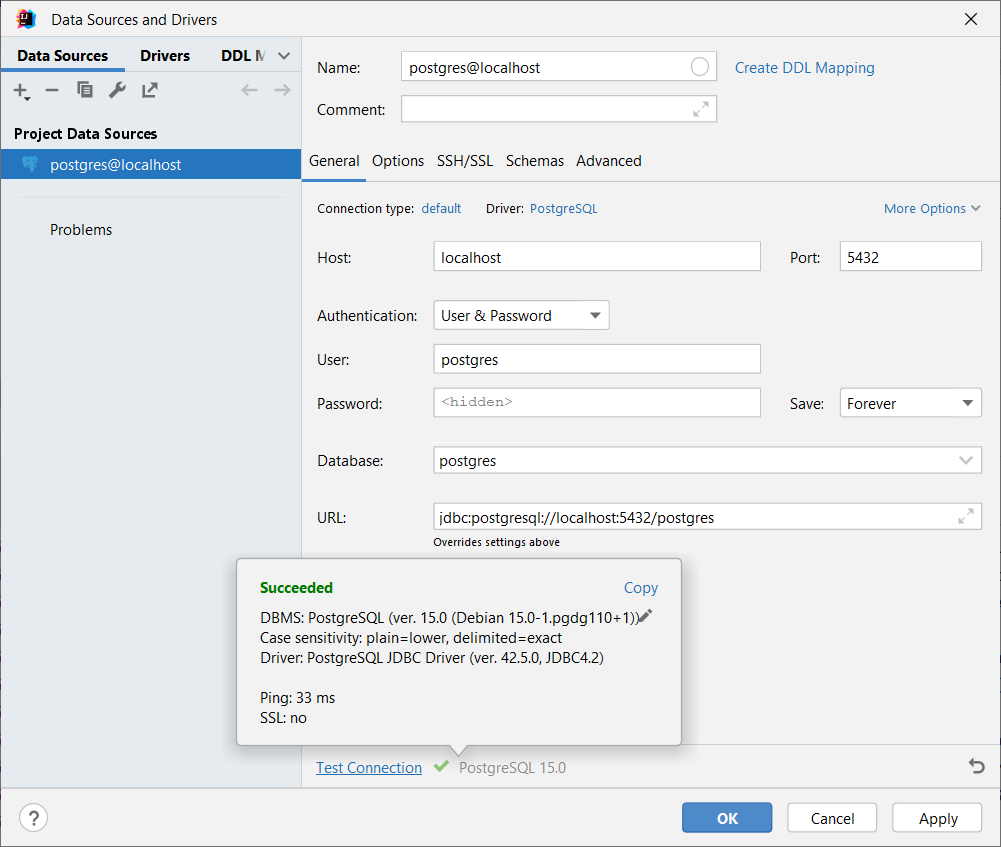 Data Sources and Drivers
Data Sources Drivers DDL M
Project Data Sources
postgres@localhost
Problems
Name: postgres@localhost Create DDL Mapping
Comment:
General Options SSH/SSL Schemas Advanced
Connection type: default Driver: PostgreSQL More Options
Host: localhost Port: 5432
Authentication: User & Password
User: postgres
Password: <hidden> Save: Forever
Database: postgres
URL: jdbc:postgresql://localhost:5432/postgres
Overrides settings above
Succeeded Copy
DBMS: PostgreSQL (ver. 15.0 (Debian 15.0-1.pgdg110+1))
Case sensitivity: plain=lower, delimited=exact
Driver: PostgreSQL JDBC Driver (ver. 42.5.0, JDBC4.2)
Ping: 33 ms
SSL: no
Test Connection PostgreSQL 15.0
? OK Cancel Apply